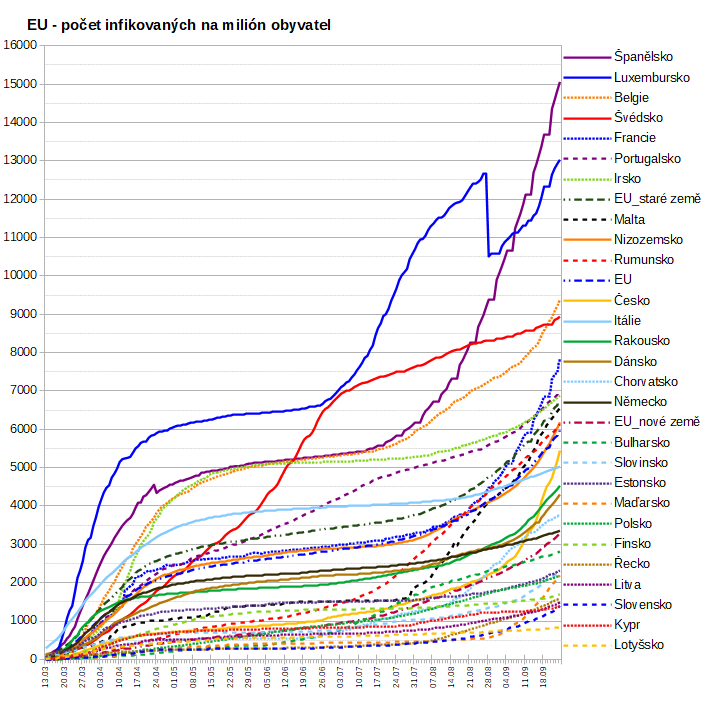 EU - počet infikovaných na milión obyvatel
16000
15000
14000
13000
12000
11000
10000
9000
8000
7000
6000
5000
4000
3000
2000
1000
0
13.03
20.03
27.03
03.04
10.04
17.04
24.04
01.05
08.05
15.05
22.05
29.05
05.06
12.06
19.06
26.06
03.07
10.07
17.07
24.07
31.07
07.08
14.08
21.08
28.08
04.09
11.09
18.09
Španělsko
Luxembursko
Belgie
Švédsko
Francie
Portugalsko
Irsko
EU_staré země
Malta
Nizozemsko
Rumunsko
EU
Česko
Itálie
Rakousko
Dánsko
Chorvatsko
Německo
EU_nové země
Bulharsko
Slovinsko
Estonsko
Maďarsko
Polsko
Finsko
Řecko
Litva
Slovensko
Kypr
Lotyšsko